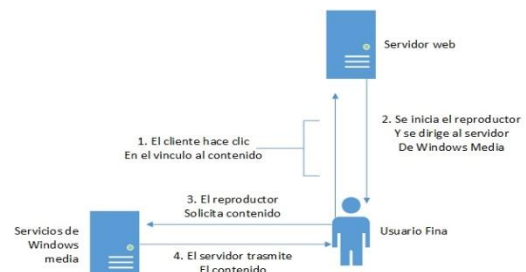 Servidor web
1. El cliente hace clic
En el vinculo al contenido
2. Se inicia el reproductor
Y se dirige al servidor
De Windows Media
3. El reproductor
Solicita contenido
Servicios de
Windows
media
Usuario Fina
4. El servidor trasmite
El contenido